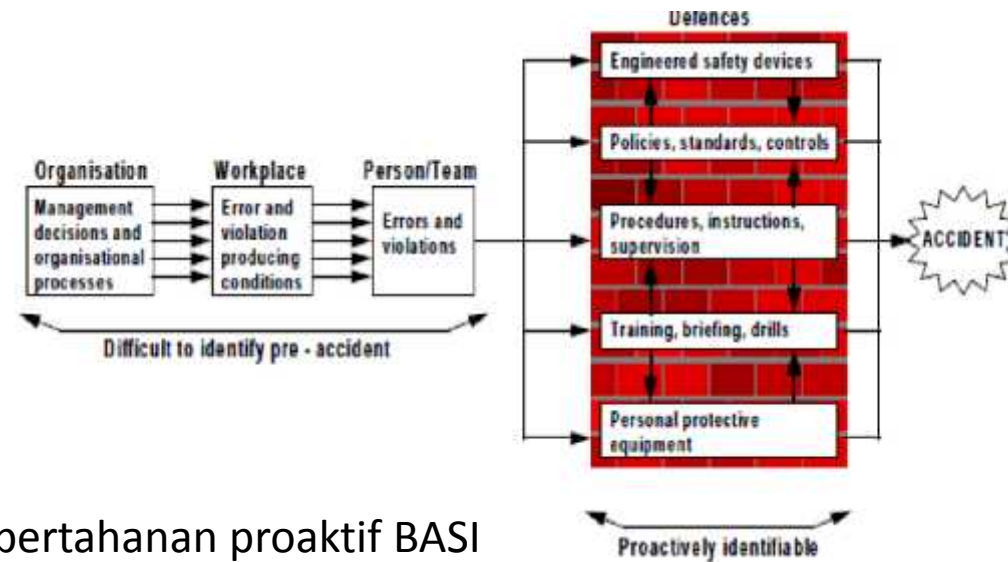 Defences
Engineered safety devices
Policies, standards, controls
Organisation
Workplace
Person/Team
Management
decisions and
organisational
processes
Error and
violation
producing
conditions
Errors and
violations
Procedures, instructions,
supervision
ACCIDENT
Training, briefing, drills
Difficult to identify pre - accident
Personal protective
equipment
pertahanan proaktif BASI
Proactively identifiable